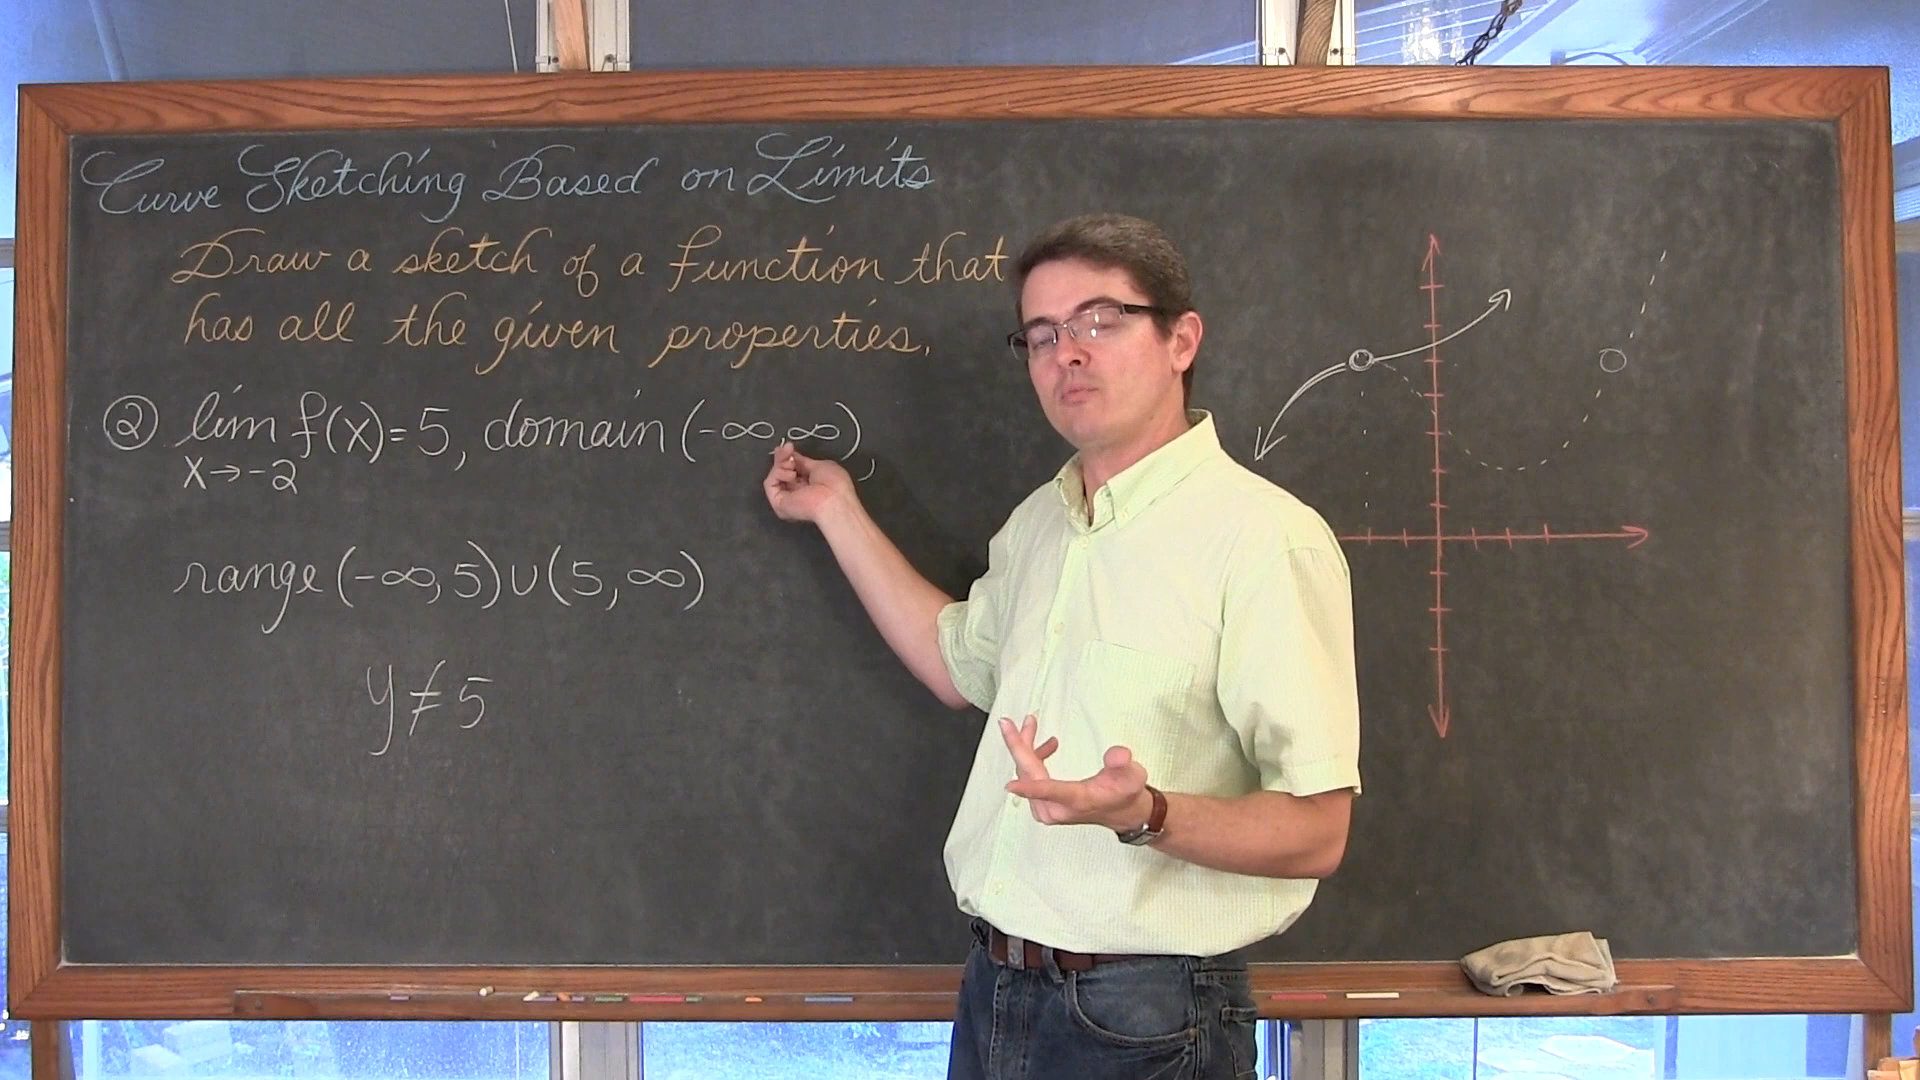 Curve Sketching Based on Limits
Draw a sketch of a function that
has all the given properties.
② lim f(x)=5, domain (-∞,∞),
x→-2
range (-∞,5)∪(5,∞)
y≠5